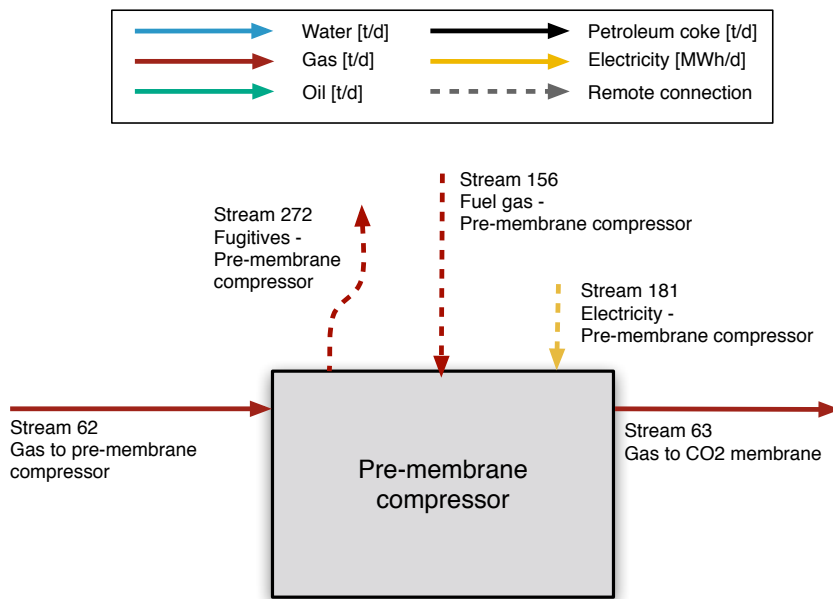 Water [t/d]
Gas [t/d]
Oil [t/d]
Petroleum coke [t/d]
Electricity [MWh/d]
Remote connection
Stream 272
Fugitives -
Pre-membrane
compressor
Stream 156
Fuel gas -
Pre-membrane compressor
Stream 181
Electricity -
Pre-membrane compressor
Stream 62
Gas to pre-membrane
compressor
Pre-membrane
compressor
Stream 63
Gas to CO2 membrane